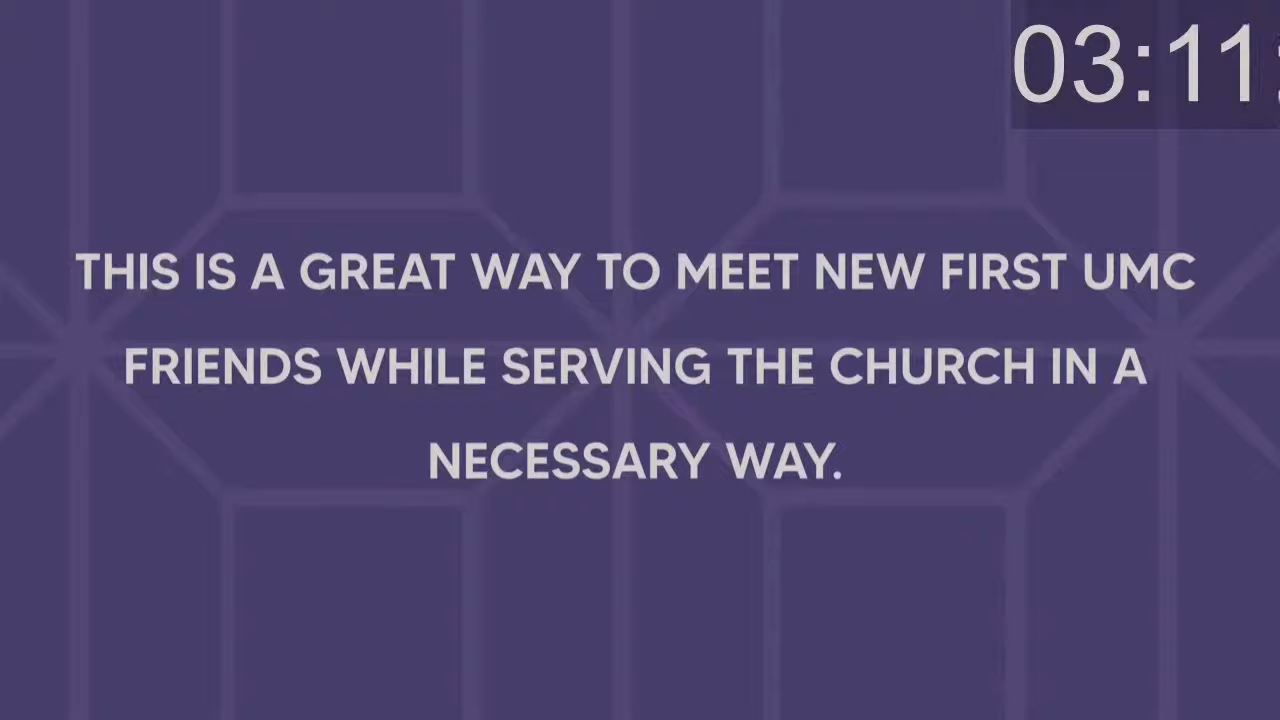 03:11:
THIS IS A GREAT WAY TO MEET NEW FIRST UMC
FRIENDS WHILE SERVING THE CHURCH IN A
NECESSARY WAY.